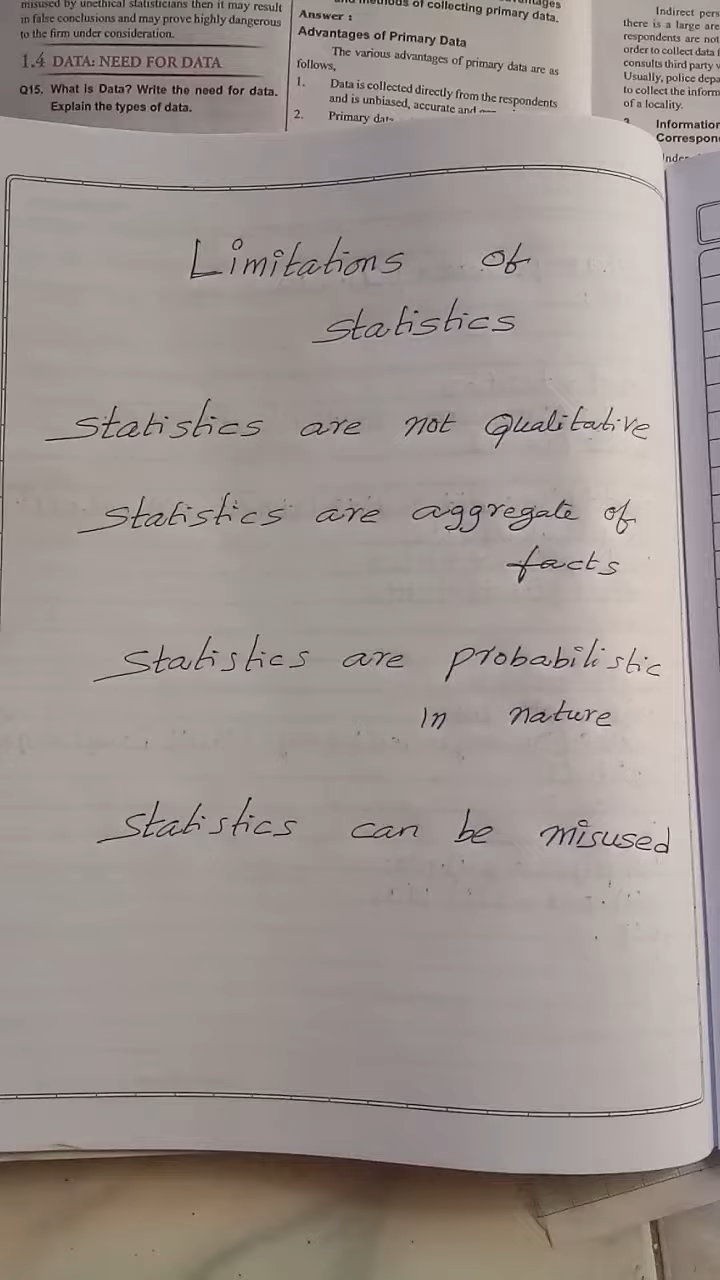 misused by unethical statisticians then it may result
in false conclusions and may prove highly dangerous
to the firm under consideration.
1.4 DATA: NEED FOR DATA
Q15. What is Data? Write the need for data.
Explain the types of data.
of collecting primary data.
Answer :
Advantages of Primary Data
The various advantages of primary data are as
follows,
1. Data is collected directly from the respondents
and is unbiased, accurate and
2. Primary
Indirect
there is a large
respondents are not
order to collect data
consults third party
Usually, police
to collect the
of a locality.
Limitations of
Statistics
Statistics are not Qualitative
Statistics are aggregate of
facts
Statistics are probabilistic
in nature
Statistics can be misused